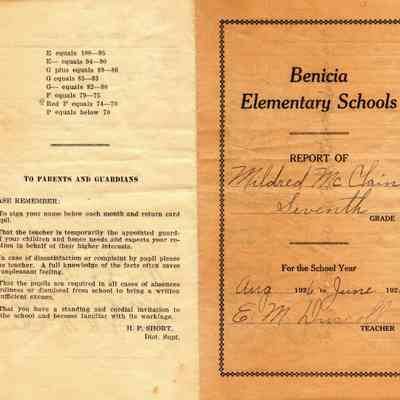 E equals 100—95
E— equals 94—90
G plus equals 89—86
G equals 85—83
G— equals 82—80
F equals 79—75
Red P equals 74—70
P equals below 70
TO PARENTS AND GUARDIANS
ASE REMEMBER:
To sign your name below each month and return card
pil.
That the teacher is temporarily the appointed guard-
f your children and hence needs and expects your co-
tion in behalf of their higher interests.
In case of dissatisfaction or complaint by pupil please
he teacher. A full knowledge of the facts often saves
unpleasant feeling.
That the pupils are required in all cases of absences
rdiness or dismissal from school to bring a written
ufficient excuse.
That you have a standing and cordial invitation to
the school and become familiar with its workings.
H. P. SHORT,
Dist. Supt.
Benicia
Elementary Schools
REPORT OF
Mildred McClain
Seventh
GRADE
For the School Year
Aug 1926 to June 192
E. M.
TEACHER